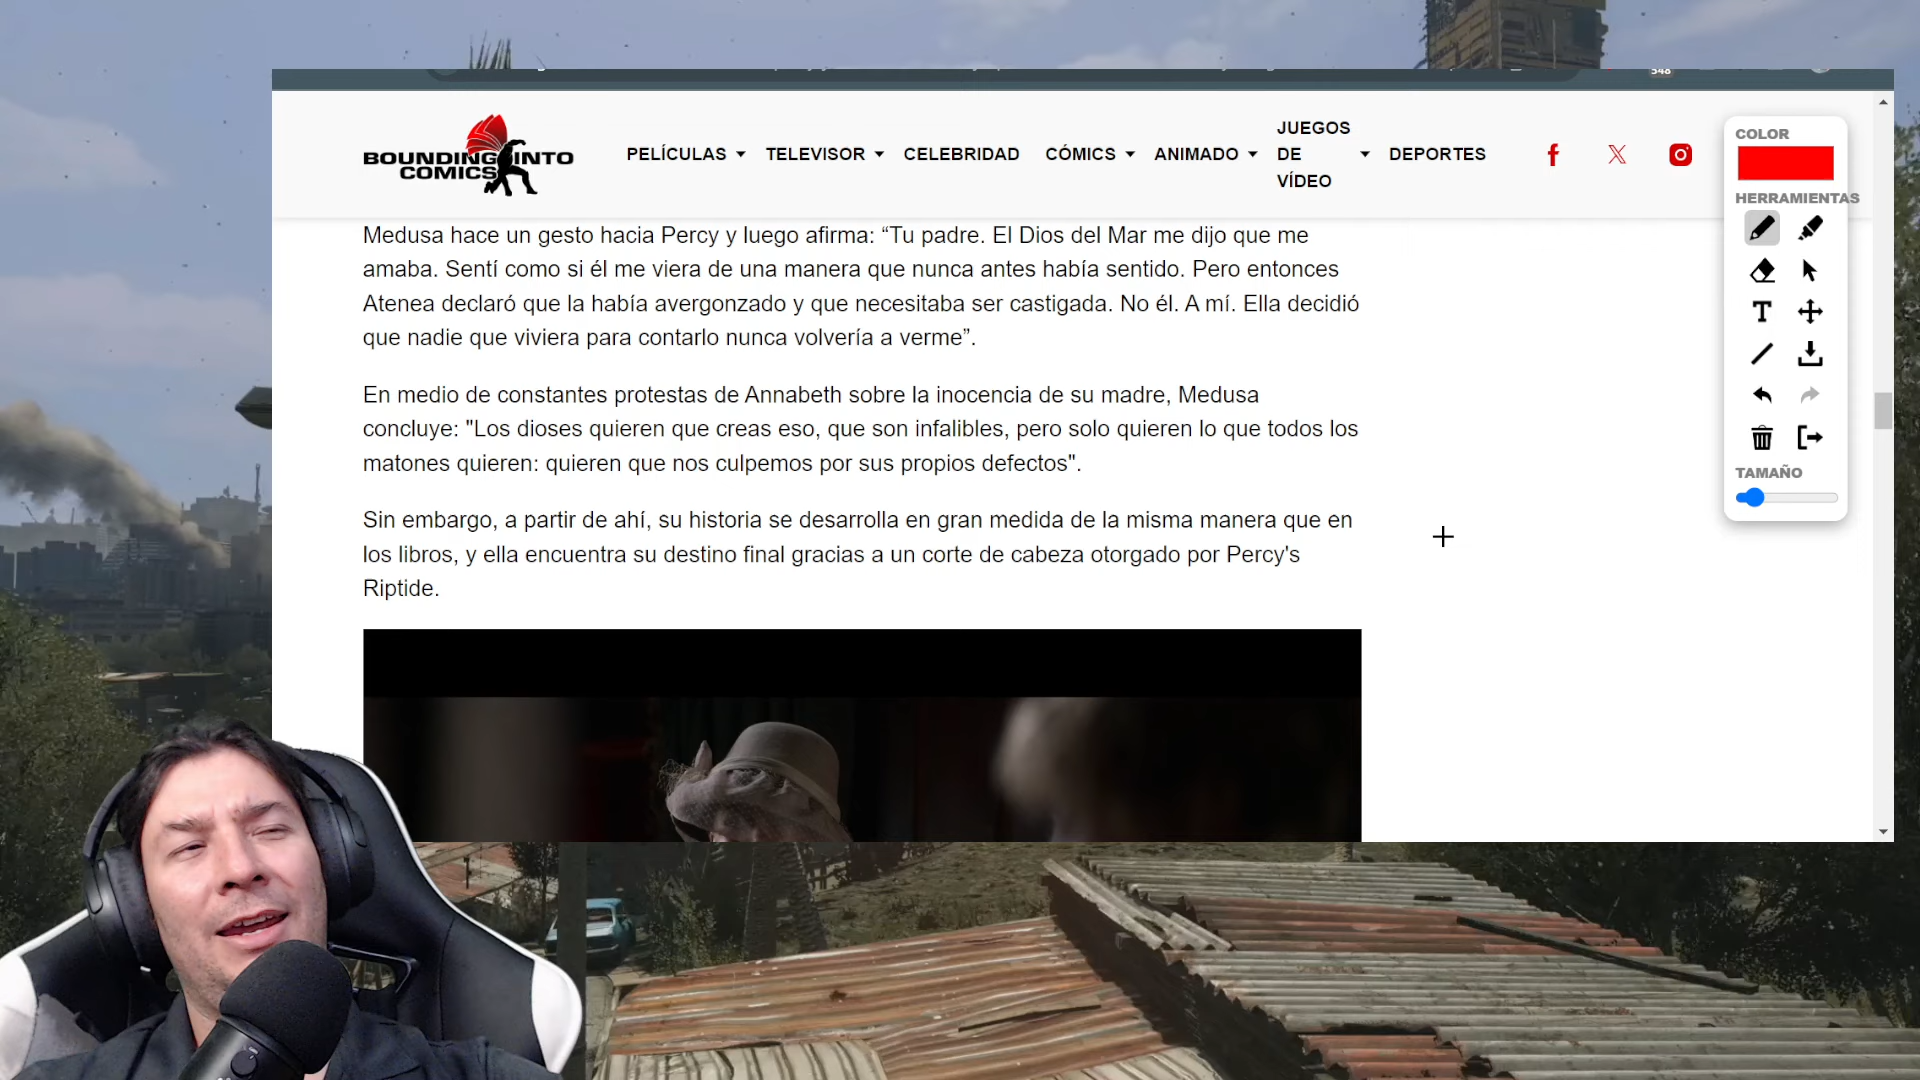 548
BOUNDING INTO
COMICS
PELÍCULAS
TELEVISOR
CELEBRIDAD
CÓMICS
ANIMADO
JUEGOS
DE
VÍDEO
DEPORTES
Medusa hace un gesto hacia Percy y luego afirma: “Tu padre. El Dios del Mar me dijo que me
amaba. Sentí como si él me viera de una manera que nunca antes había sentido. Pero entonces
Atenea declaró que la había avergonzado y que necesitaba ser castigada. No él. A mí. Ella decidió
que nadie que viviera para contarlo nunca volvería a verme”.
En medio de constantes protestas de Annabeth sobre la inocencia de su madre, Medusa
concluye: "Los dioses quieren que creas eso, que son infalibles, pero solo quieren lo que todos los
matones quieren: quieren que nos culpemos por sus propios defectos".
Sin embargo, a partir de ahí, su historia se desarrolla en gran medida de la misma manera que en
los libros, y ella encuentra su destino final gracias a un corte de cabeza otorgado por Percy's
Riptide.
COLOR
HERRAMIENTAS
TAMAÑO